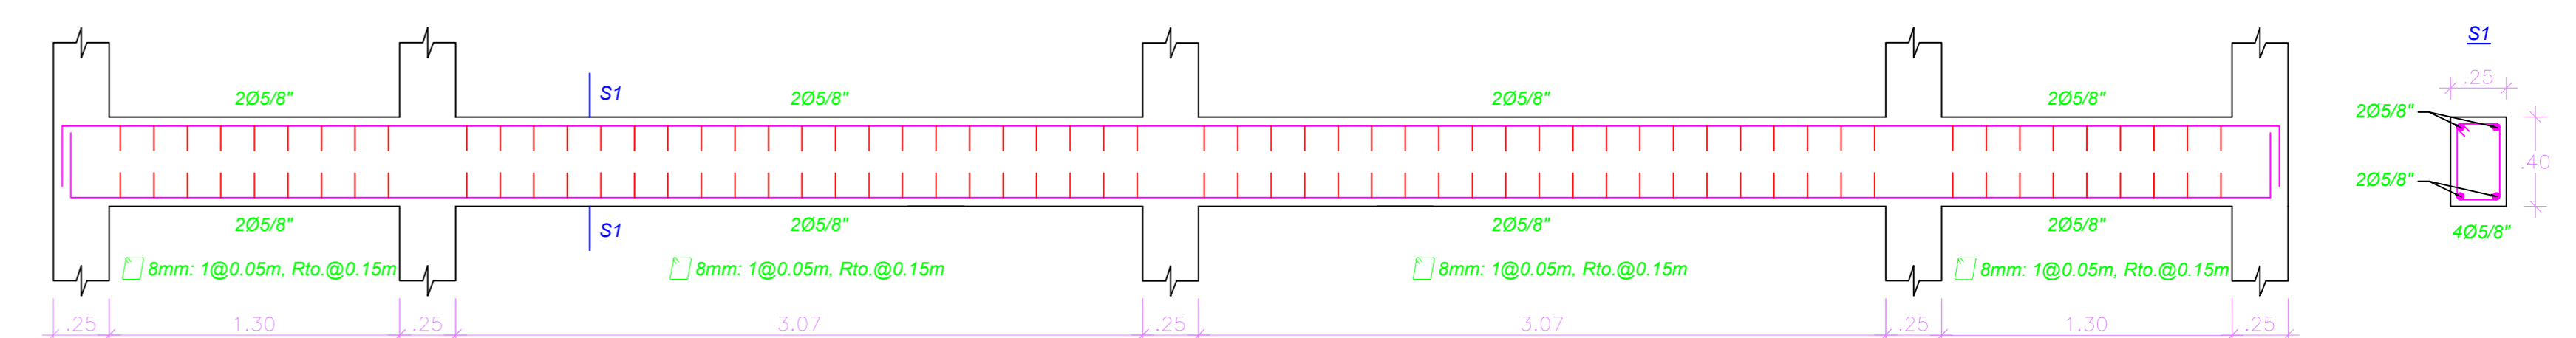 S1
2Ø5/8" S1 2Ø5/8" 2Ø5/8" 2Ø5/8"
.25
2Ø5/8"
.40
2Ø5/8"
2Ø5/8" S1 2Ø5/8" 2Ø5/8" 2Ø5/8"
4Ø5/8"
8mm: 1@0.05m, Rto.@0.15m 8mm: 1@0.05m, Rto.@0.15m 8mm: 1@0.05m, Rto.@0.15m 8mm: 1@0.05m, Rto.@0.15m
.25 1.30 .25 3.07 .25 3.07 .25 1.30 .25